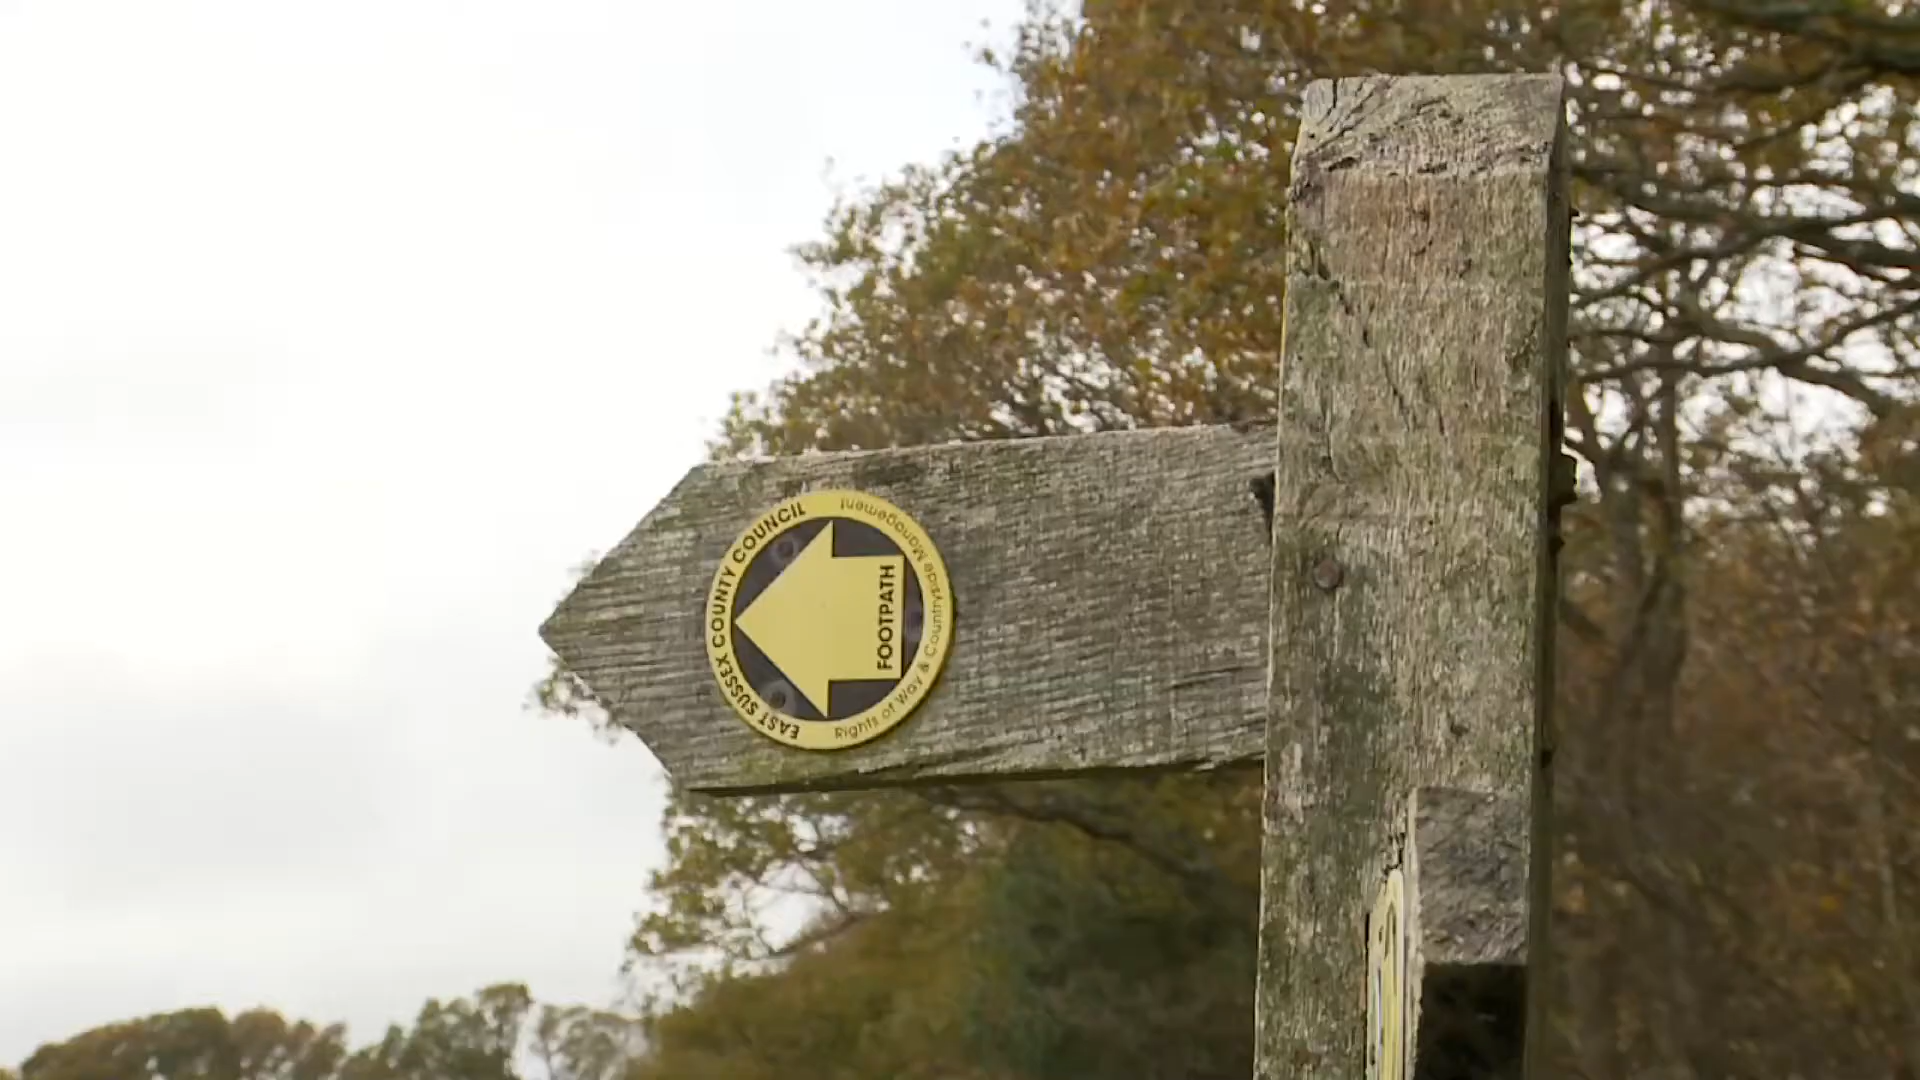 EAST SUSSEX COUNTY COUNCIL
FOOTPATH
Rights of Way & Countryside Management